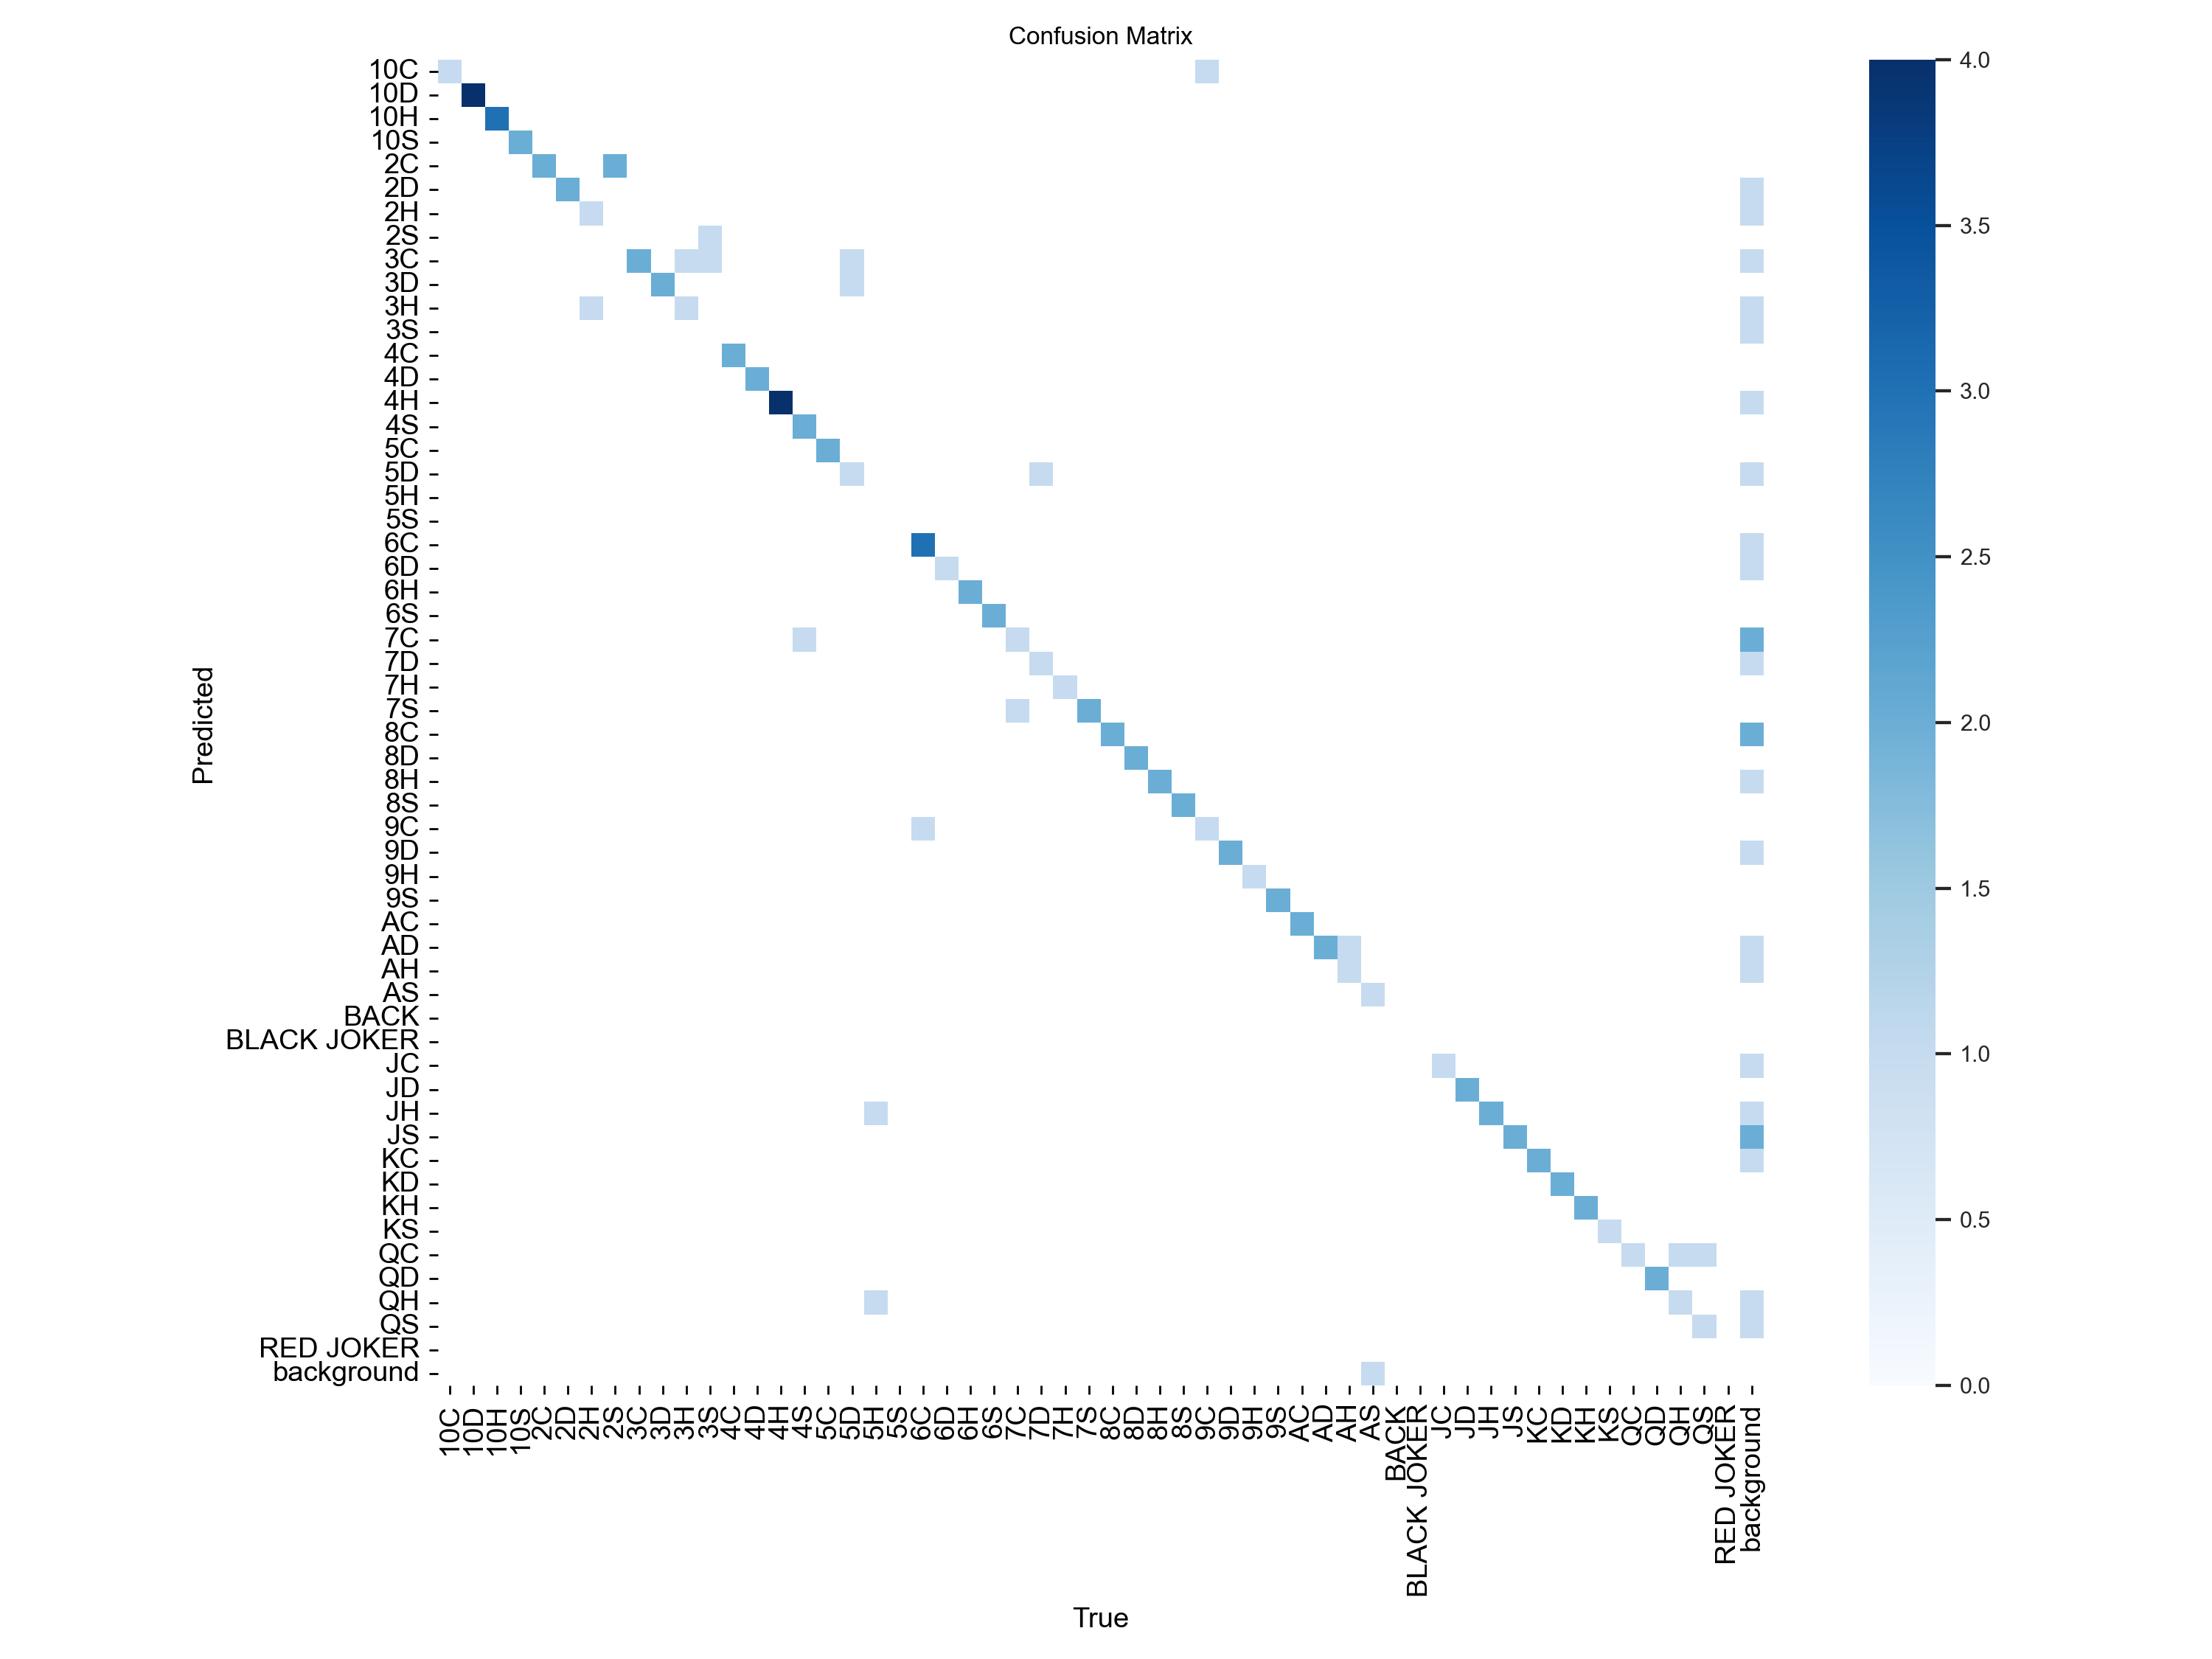 Confusion Matrix
10C
10D
10H
10S
2C
2D
2H
2S
3C
3D
3H
3S
4C
4D
4H
4S
5C
5D
5H
5S
6C
6D
6H
6S
7C
7D
7H
7S
8C
8D
8H
8S
9C
9D
9H
9S
AC
AD
AH
AS
BACK
BLACK JOKER
JC
JD
JH
JS
KC
KD
KH
KS
QC
QD
QH
QS
RED JOKER
background
Predicted
10C
10D
10H
10S
2C
2D
2H
2S
3C
3D
3H
3S
4C
4D
4H
4S
5C
5D
5H
5S
6C
6D
6H
6S
7C
7D
7H
7S
8C
8D
8H
8S
9C
9D
9H
9S
AC
AD
AH
AS
BACK
BLACK JOKER
JC
JD
JH
JS
KC
KD
KH
KS
QC
QD
QH
QS
RED JOKER
background
True
4.0
3.5
3.0
2.5
2.0
1.5
1.0
0.5
0.0